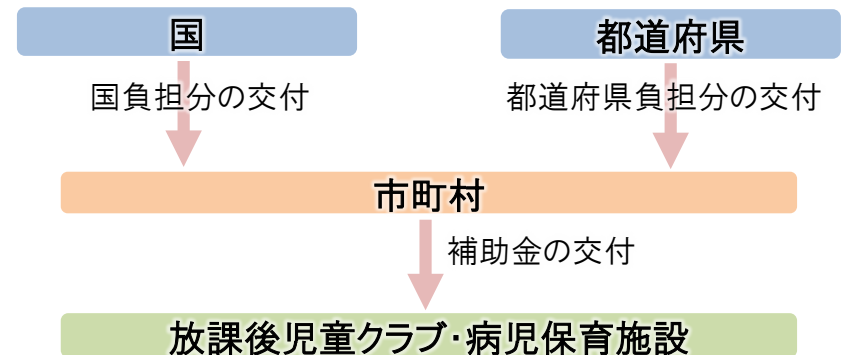 国
都道府県
国負担分の交付
都道府県負担分の交付
市町村
補助金の交付
放課後児童クラブ・病児保育施設